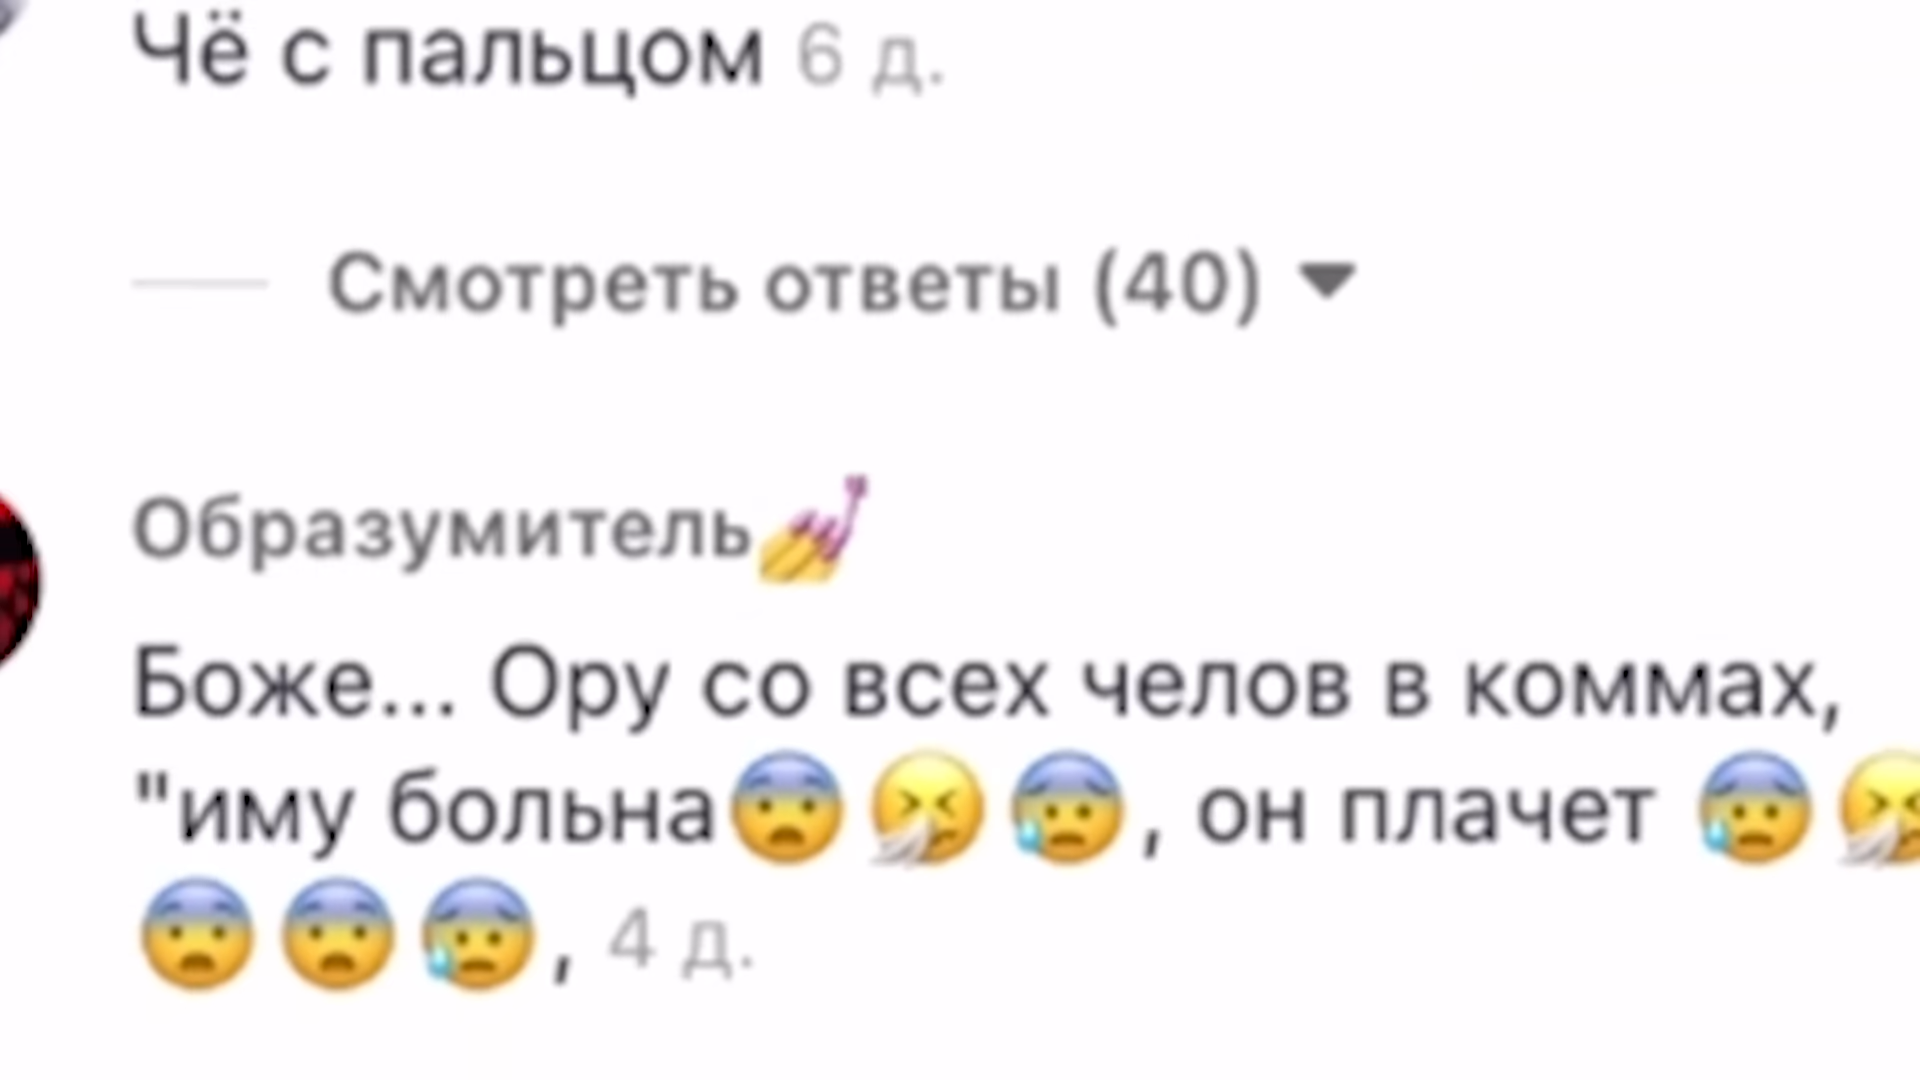 Чё с пальцом 6 д.
Смотреть ответы (40)
Образумитель💅
Боже... Ору со всех челов в коммах,
"иму больна😨🤧😰, он плачет 😰🤧
😨😨😰, 4 д.